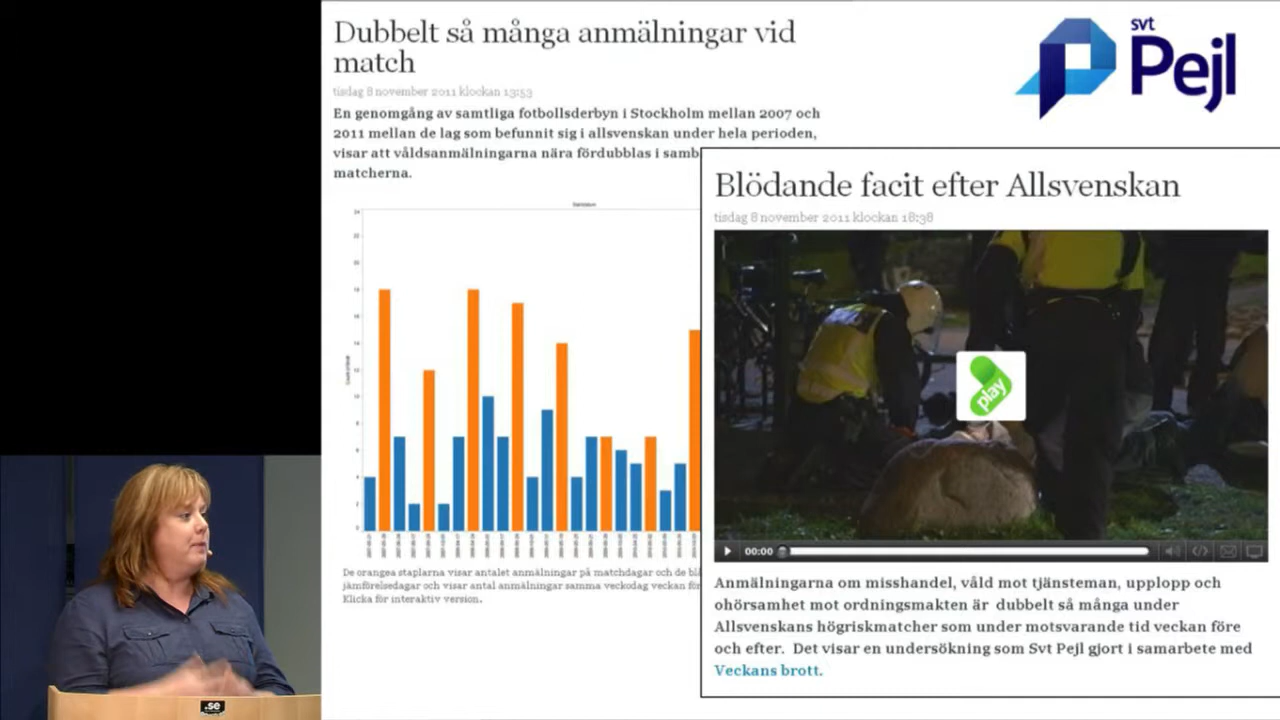 Dubbelt så många anmälningar vid
match
tisdag 8 november 2011 klockan 13:53
En genomgång av samtliga fotbollsderbyn i Stockholm mellan 2007 och
2011 mellan de lag som befunnit sig i allsvenskan under hela perioden,
visar att våldsanmälningarna nära fördubblas i samb
matcherna.
De orangea staplarna visar antalet anmälningar på matchdagar och de blå
jämförelsedagar och visar antal anmälningar samma veckodag veckan för
Klicka för interaktiv version.
svt
Pejl
Blödande facit efter Allsvenskan
tisdag 8 november 2011 klockan 18:38
play
00:00
Anmälningarna om misshandel, våld mot tjänsteman, upplopp och
ohörsamhet mot ordningsmakten är dubbelt så många under
Allsvenskans högriskmatcher som under motsvarande tid veckan före
och efter. Det visar en undersökning som Svt Pejl gjort i samarbete med
Veckans brott.
.se